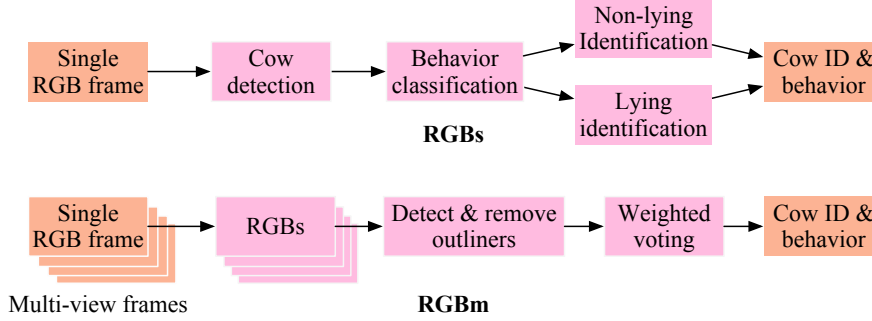 Single
RGB frame
Cow
detection
Behavior
classification
Non-lying
Identification
Lying
identification
Cow ID &
behavior
RGBs
Single
RGB frame
RGBs
Detect & remove
outliners
Weighted
voting
Cow ID &
behavior
Multi-view frames
RGBm